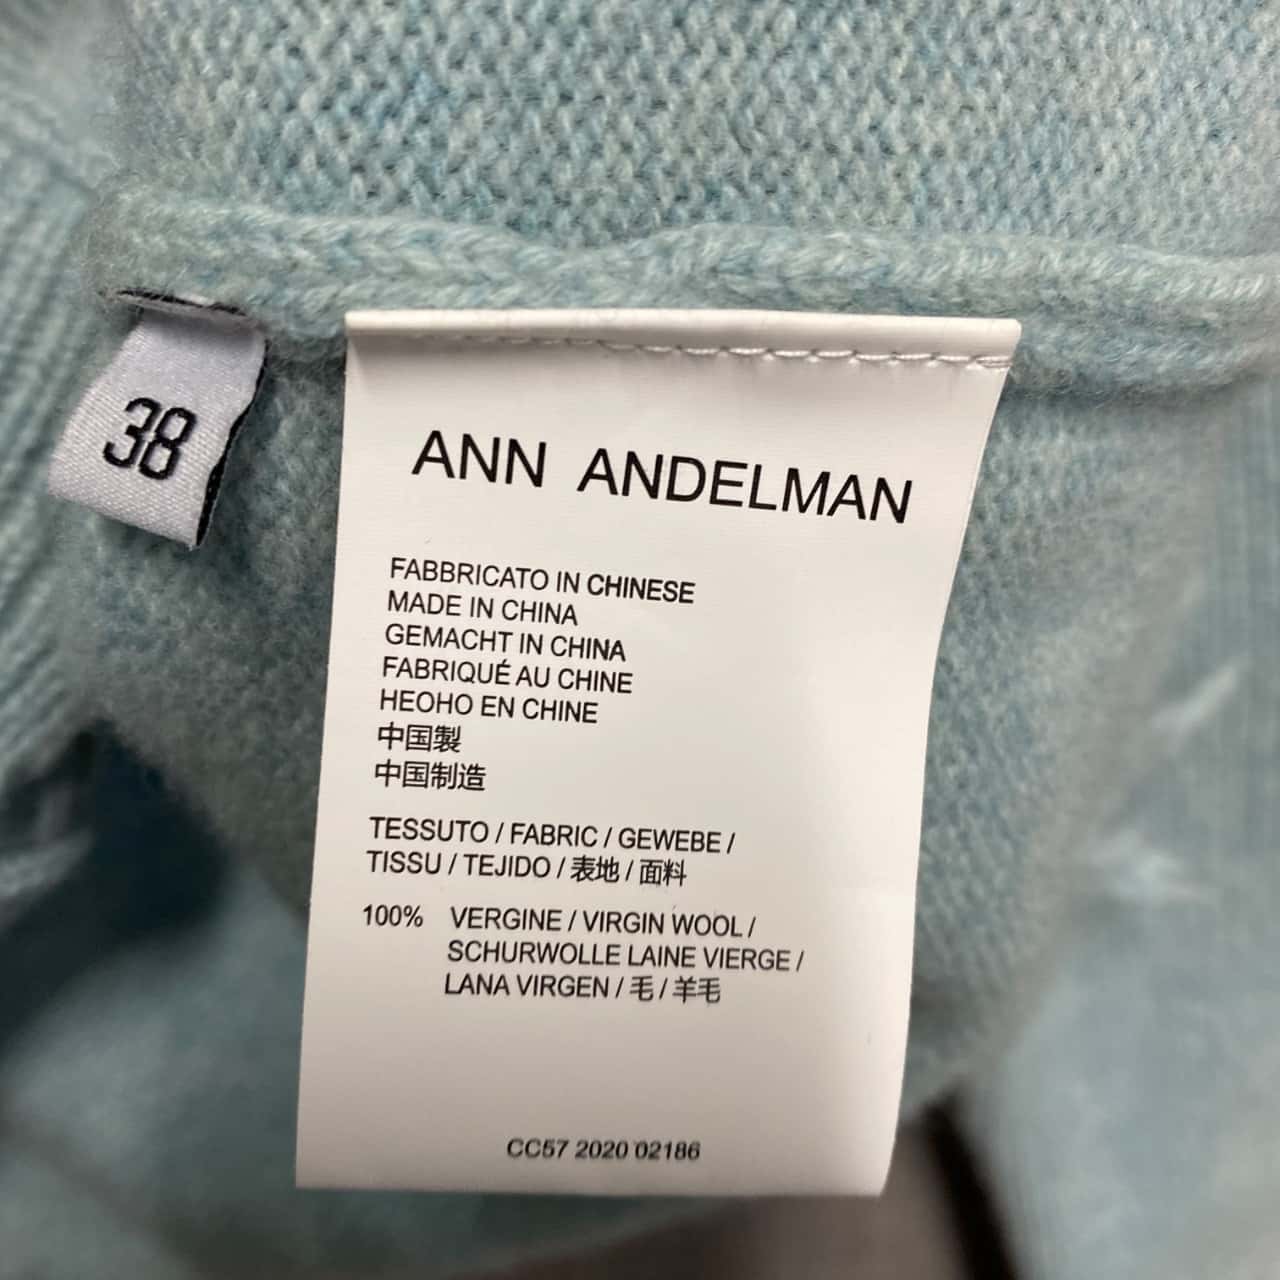 38
ANN ANDELMAN
FABBRICATO IN CHINESE
MADE IN CHINA
GEMACHT IN CHINA
FABRIQUÉ AU CHINE
HEOHO EN CHINE
中国製
中国制造
TESSUTO / FABRIC / GEWEBE /
TISSU / TEJIDO / 表地 / 面料
100% VERGINE / VIRGIN WOOL /
SCHURWOLLE LAINE VIERGE /
LANA VIRGEN / 毛 / 羊毛
CC57 2020 02186